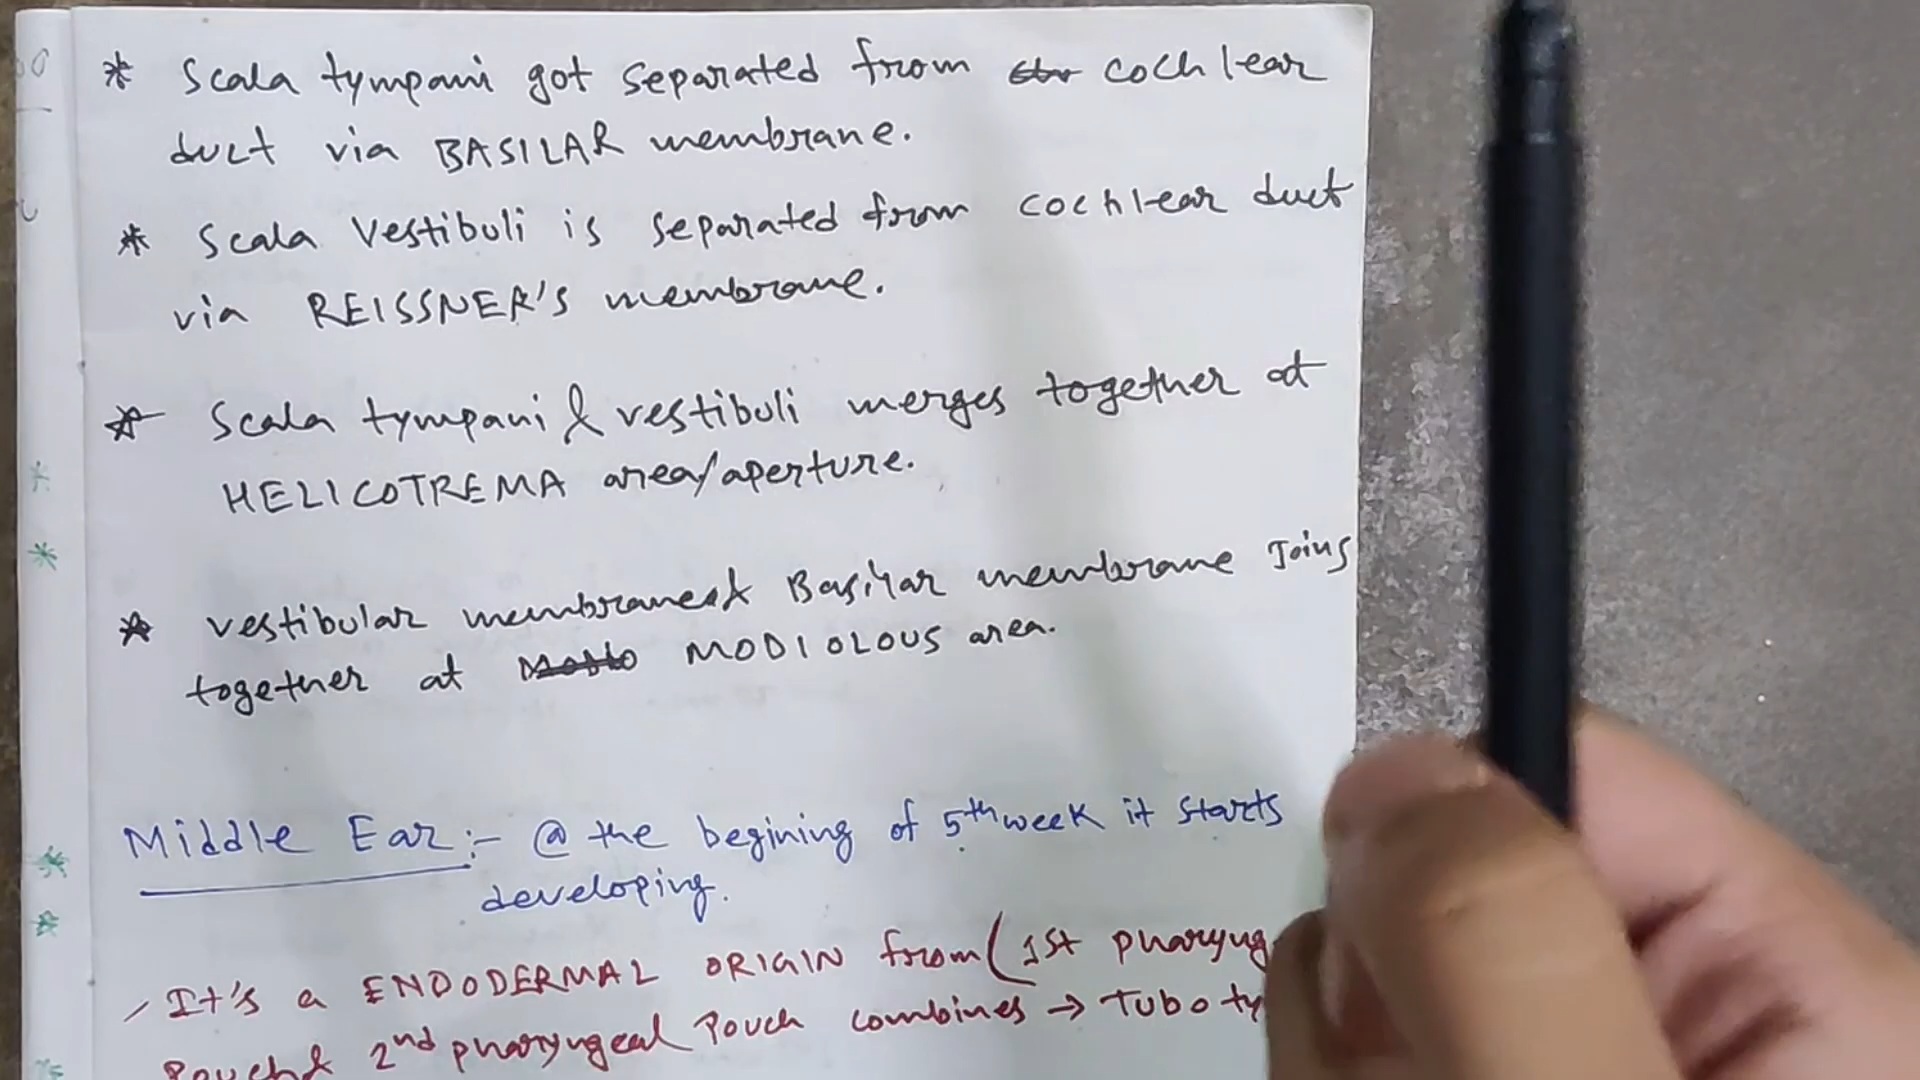 * Scala tympani got separated from cochlear
duct via BASILAR membrane.
* Scala Vestibuli is separated from cochlear duct
via REISSNER'S membrane.
* Scala tympani & vestibuli merges together at
HELICOTREMA area/aperture.
* vestibular membrane & Basilar membrane Joins
together at MODIOLOUS area.
Middle Ear :- @ the begining of 5th week it starts
developing.
It's a ENDODERMAL ORIGIN from (1st
Pouch & 2nd pharyngeal Pouch combines →